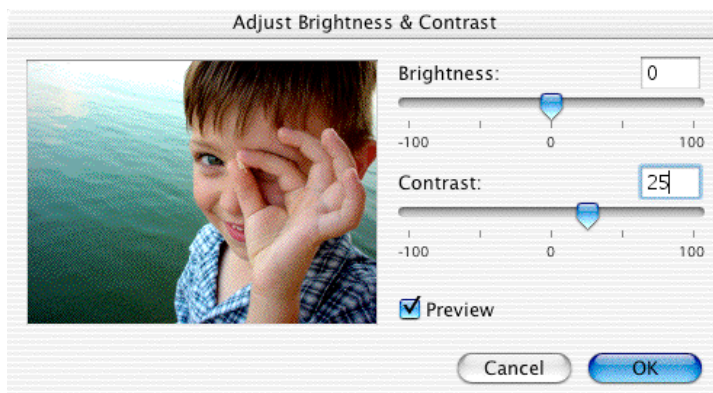 Adjust Brightness & Contrast
Brightness:
0
-100 0 100
Contrast:
25
-100 0 100
Preview
Cancel OK